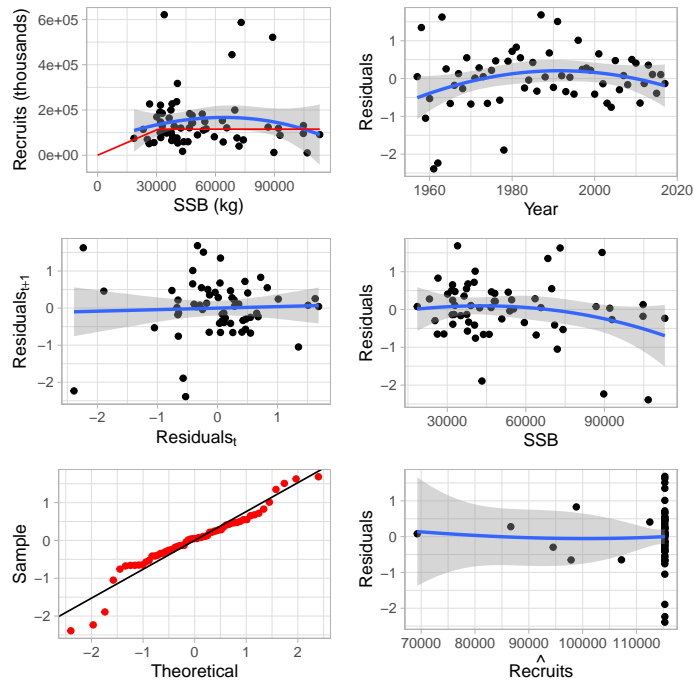 6e+05
4e+05
2e+05
0e+00
Recruits (thousands)
0 30000 60000 90000
SSB (kg)
1
0
−1
−2
Residuals
1960 1980 2000 2020
Year
1
0
−1
−2
Residualst+1
−2 −1 0 1
Residualst
1
0
−1
−2
Residuals
30000 60000 90000
SSB
1
0
−1
−2
Sample
−2 −1 0 1 2
Theoretical
1
0
−1
−2
Residuals
70000 80000 90000 100000 110000
^
Recruits